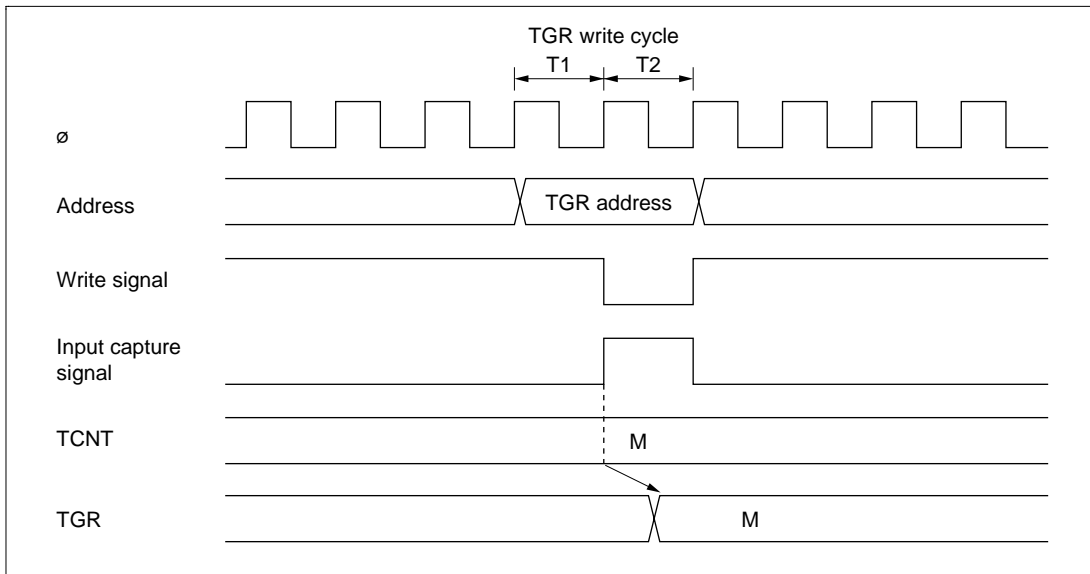 TGR write cycle
T1 T2
ø
Address TGR address
Write signal
Input capture
signal
TCNT M
TGR M